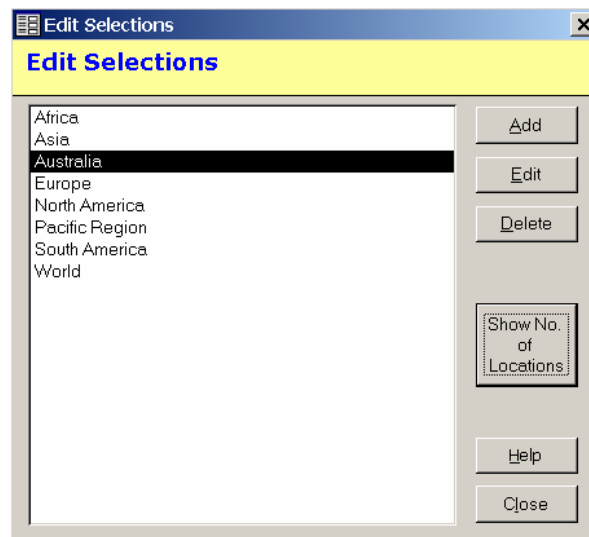 Edit Selections
Edit Selections
Africa
Asia
Australia
Europe
North America
Pacific Region
South America
World
Add
Edit
Delete
Show No.
of
Locations
Help
Close